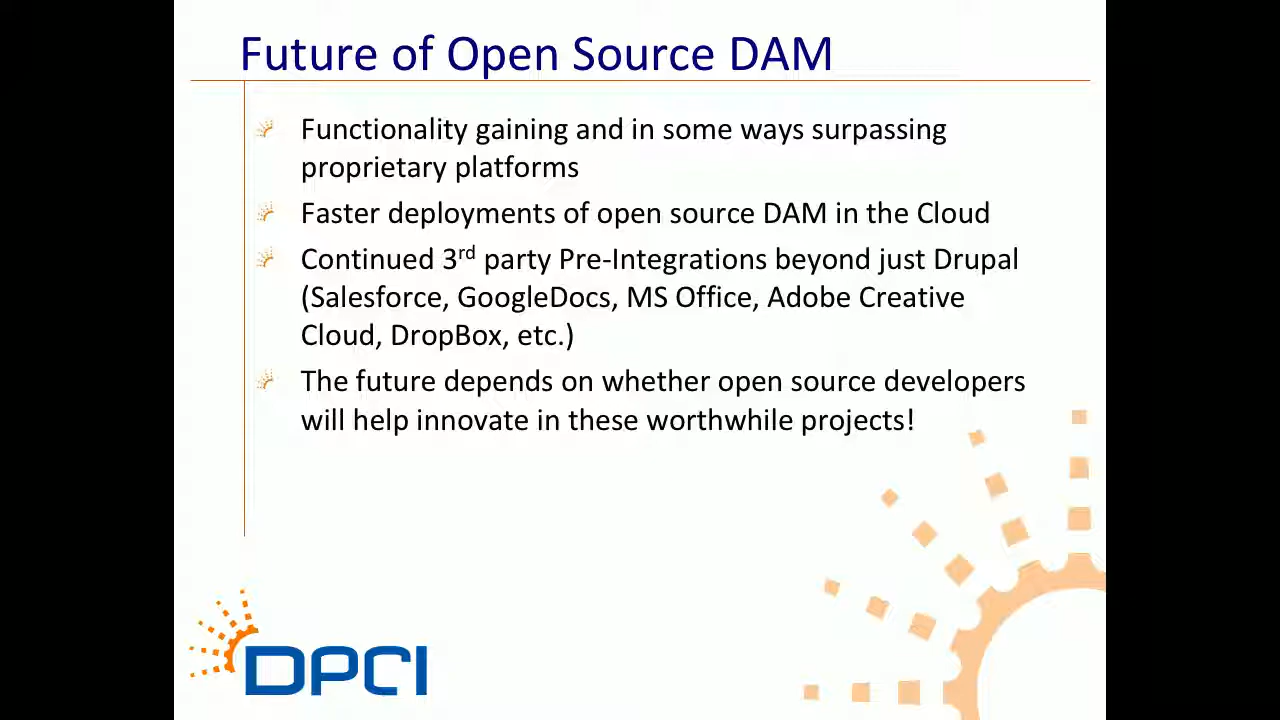 Future of Open Source DAM
Functionality gaining and in some ways surpassing
proprietary platforms
Faster deployments of open source DAM in the Cloud
Continued 3rd party Pre-Integrations beyond just Drupal
(Salesforce, GoogleDocs, MS Office, Adobe Creative
Cloud, DropBox, etc.)
The future depends on whether open source developers
will help innovate in these worthwhile projects!
DPCI